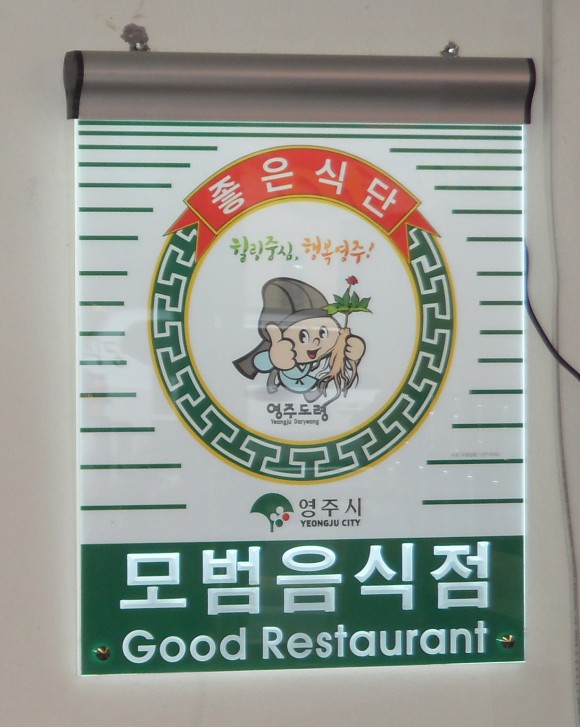 좋은식단
힐링중심, 행복영주!
영주도령
Yeongju Doryeong
영주시
YEONGJU CITY
모범음식점
Good Restaurant